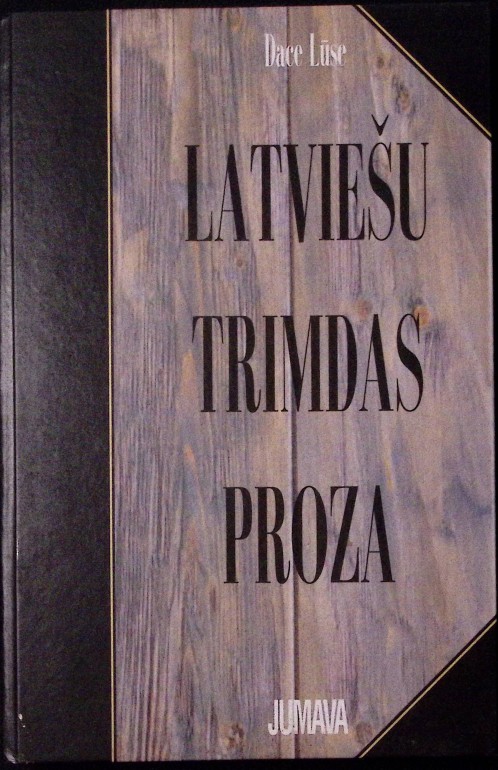 Dace Lūse
LATVIEŠU
TRIMDAS
PROZA
JUMAVA